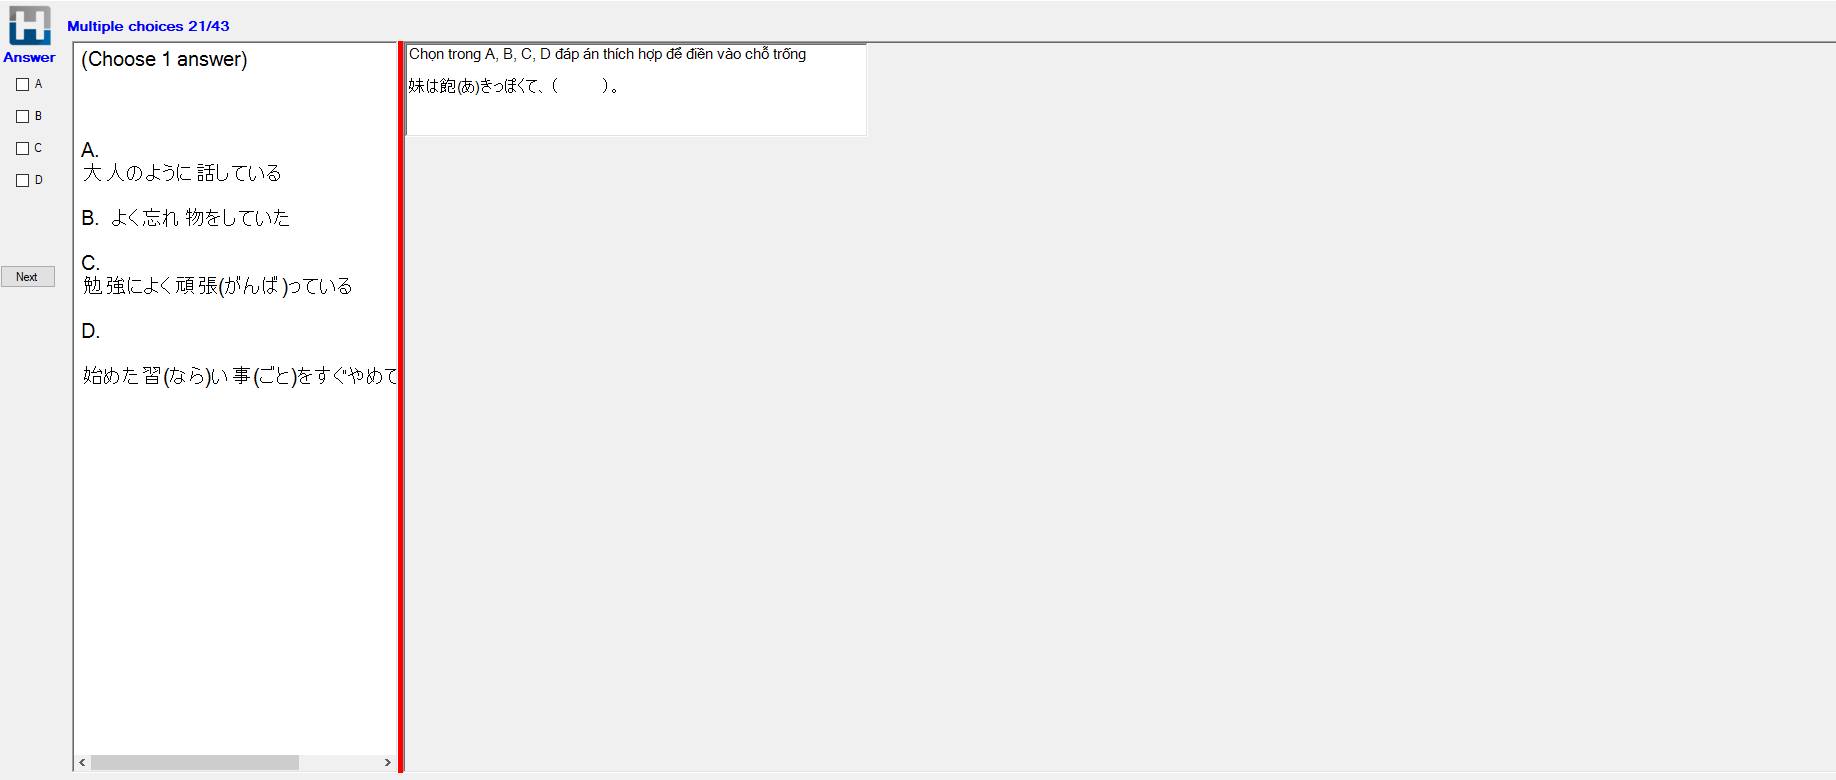 Multiple choices 21/43
Answer
A
B
C
D
Next
(Choose 1 answer)
A.
大人のように話している
B. よく忘れ物をしていた
C.
勉強によく頑張(がんば)っている
D.
始めた習(なら)い事(ごと)をすぐやめて
Chọn trong A, B, C, D đáp án thích hợp để điền vào chỗ trống
妹は飽(あ)きっぽくて、（　　　）。